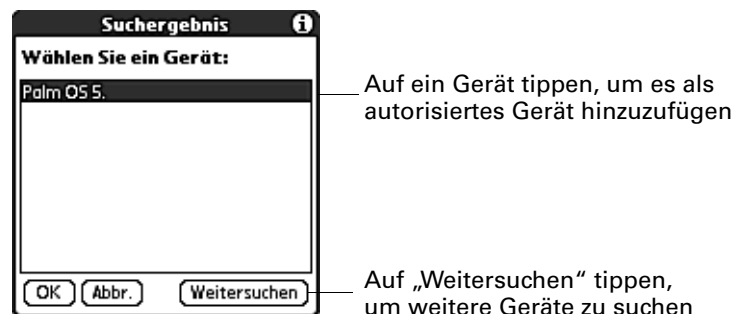 Suchergebnis
Wählen Sie ein Gerät:
Palm OS 5.
Auf ein Gerät tippen, um es als
autorisiertes Gerät hinzuzufügen
OK Abbr. Weitersuchen
Auf „Weitersuchen“ tippen,
um weitere Geräte zu suchen